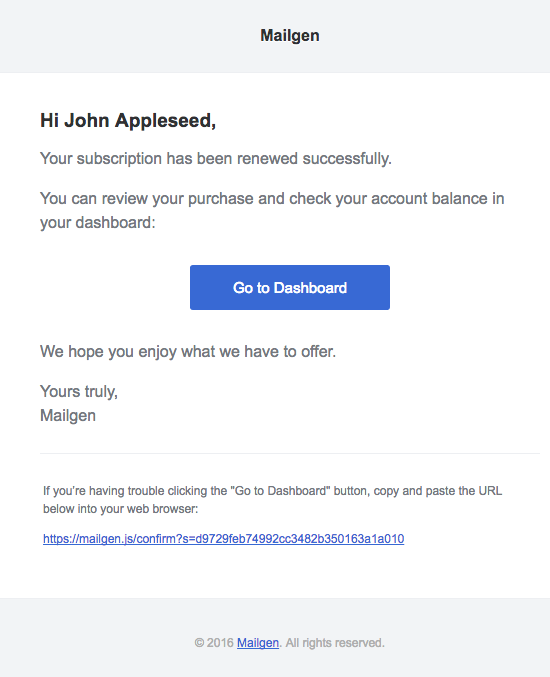 Mailgen
Hi John Appleseed,
Your subscription has been renewed successfully.
You can review your purchase and check your account balance in
your dashboard:
Go to Dashboard
We hope you enjoy what we have to offer.
Yours truly,
Mailgen
If you're having trouble clicking the "Go to Dashboard" button, copy and paste the URL
below into your web browser:
https://mailgen.js/confirm?s=d9729feb74992cc3482b350163a1a010
© 2016 Mailgen. All rights reserved.